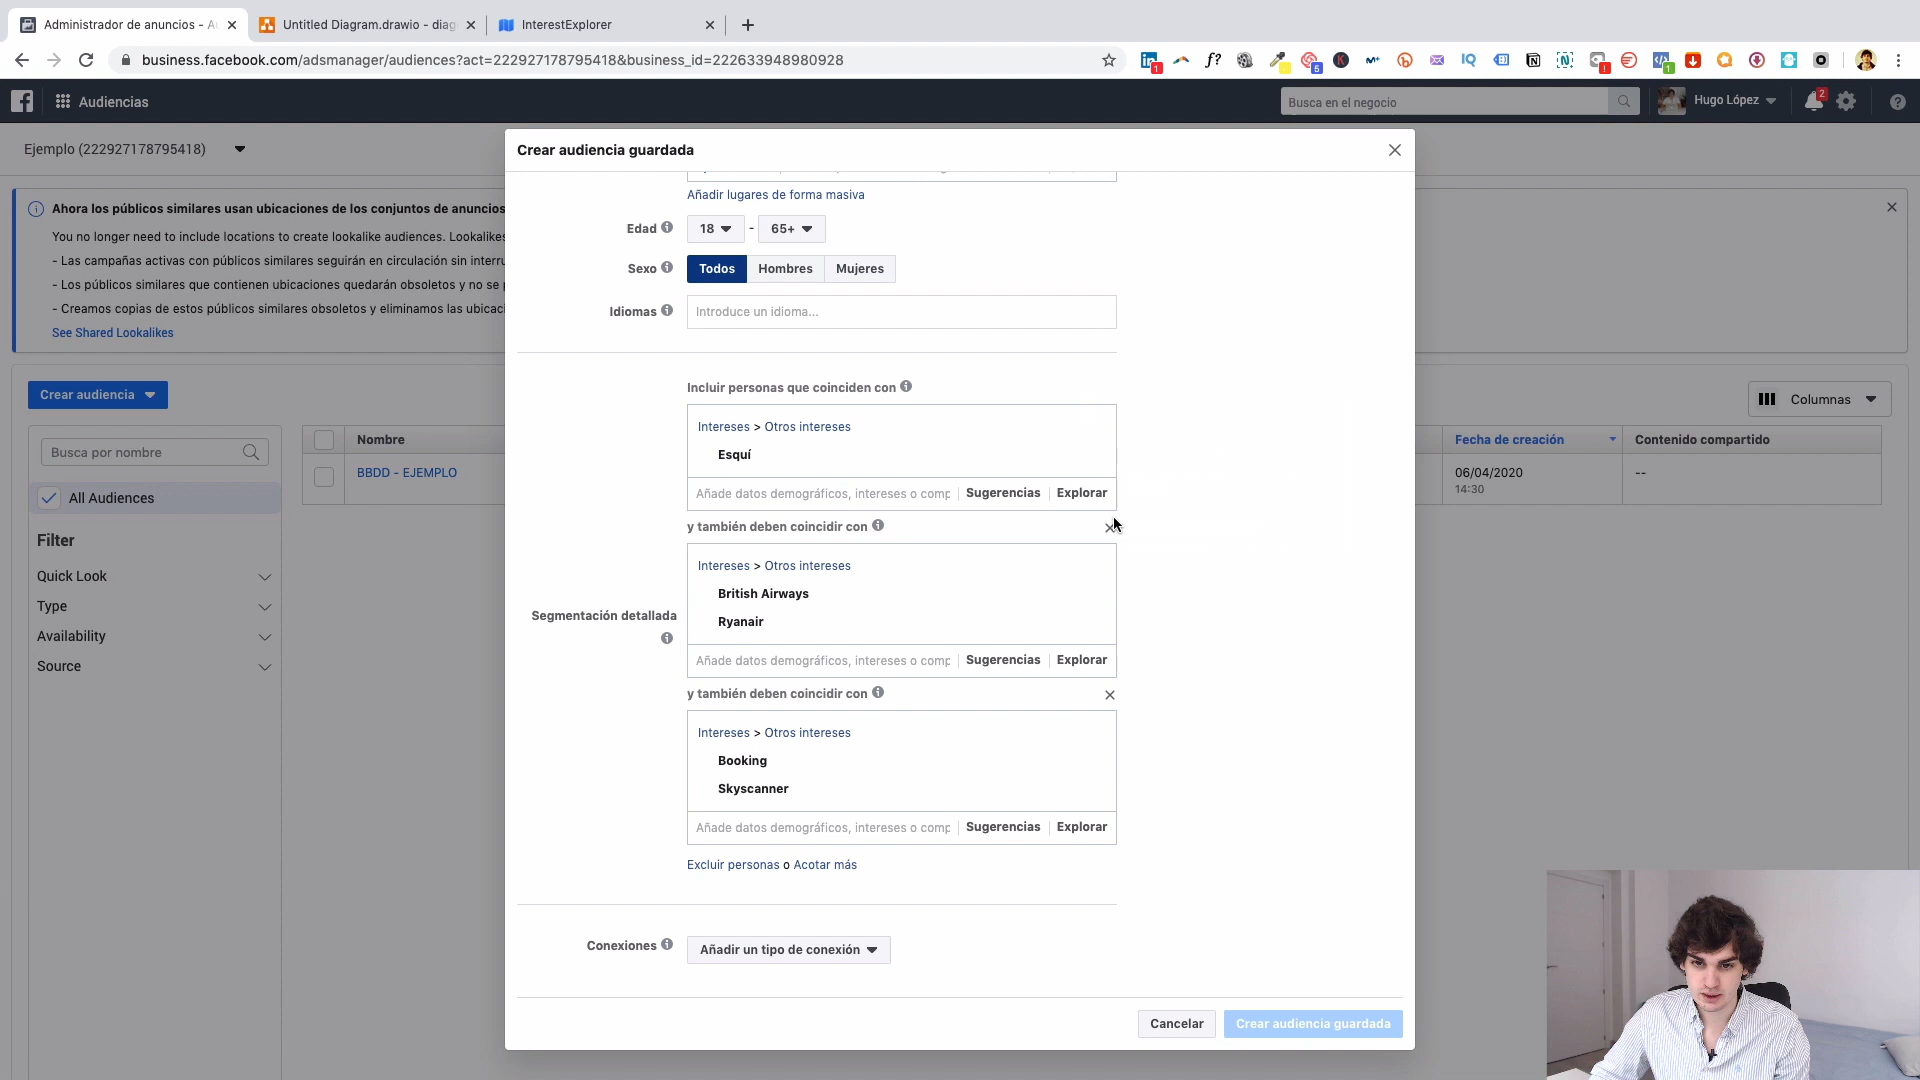 Administrador de anuncios - A
Untitled Diagram.drawio - diag
InterestExplorer
business.facebook.com/adsmanager/audiences?act=222927178795418&business_id=222633948980928
Audiencias
Busca en el negocio
Hugo López
2
Ejemplo (222927178795418)
Crear audiencia guardada
Ahora los públicos similares usan ubicaciones de los conjuntos de anuncios
You no longer need to include locations to create lookalike audiences. Lookalikes
- Las campañas activas con públicos similares seguirán en circulación sin
- Los públicos similares que contienen ubicaciones quedarán obsoletos y no se
- Creamos copias de estos públicos similares obsoletos y eliminamos las
See Shared Lookalikes
Añadir lugares de forma masiva
Edad
18
-
65+
Sexo
Todos
Hombres
Mujeres
Idiomas
Introduce un idioma...
Crear audiencia
Columnas
Busca por nombre
All Audiences
Filter
Quick Look
Type
Availability
Source
Nombre
BBDD - EJEMPLO
Fecha de creación
Contenido compartido
06/04/2020
14:30
--
Segmentación detallada
Incluir personas que coinciden con
Intereses > Otros intereses
Esquí
Añade datos demográficos, intereses o comp
Sugerencias
Explorar
y también deben coincidir con
Intereses > Otros intereses
British Airways
Ryanair
Añade datos demográficos, intereses o comp
Sugerencias
Explorar
y también deben coincidir con
Intereses > Otros intereses
Booking
Skyscanner
Añade datos demográficos, intereses o comp
Sugerencias
Explorar
Excluir personas o Acotar más
Conexiones
Añadir un tipo de conexión
Cancelar
Crear audiencia guardada